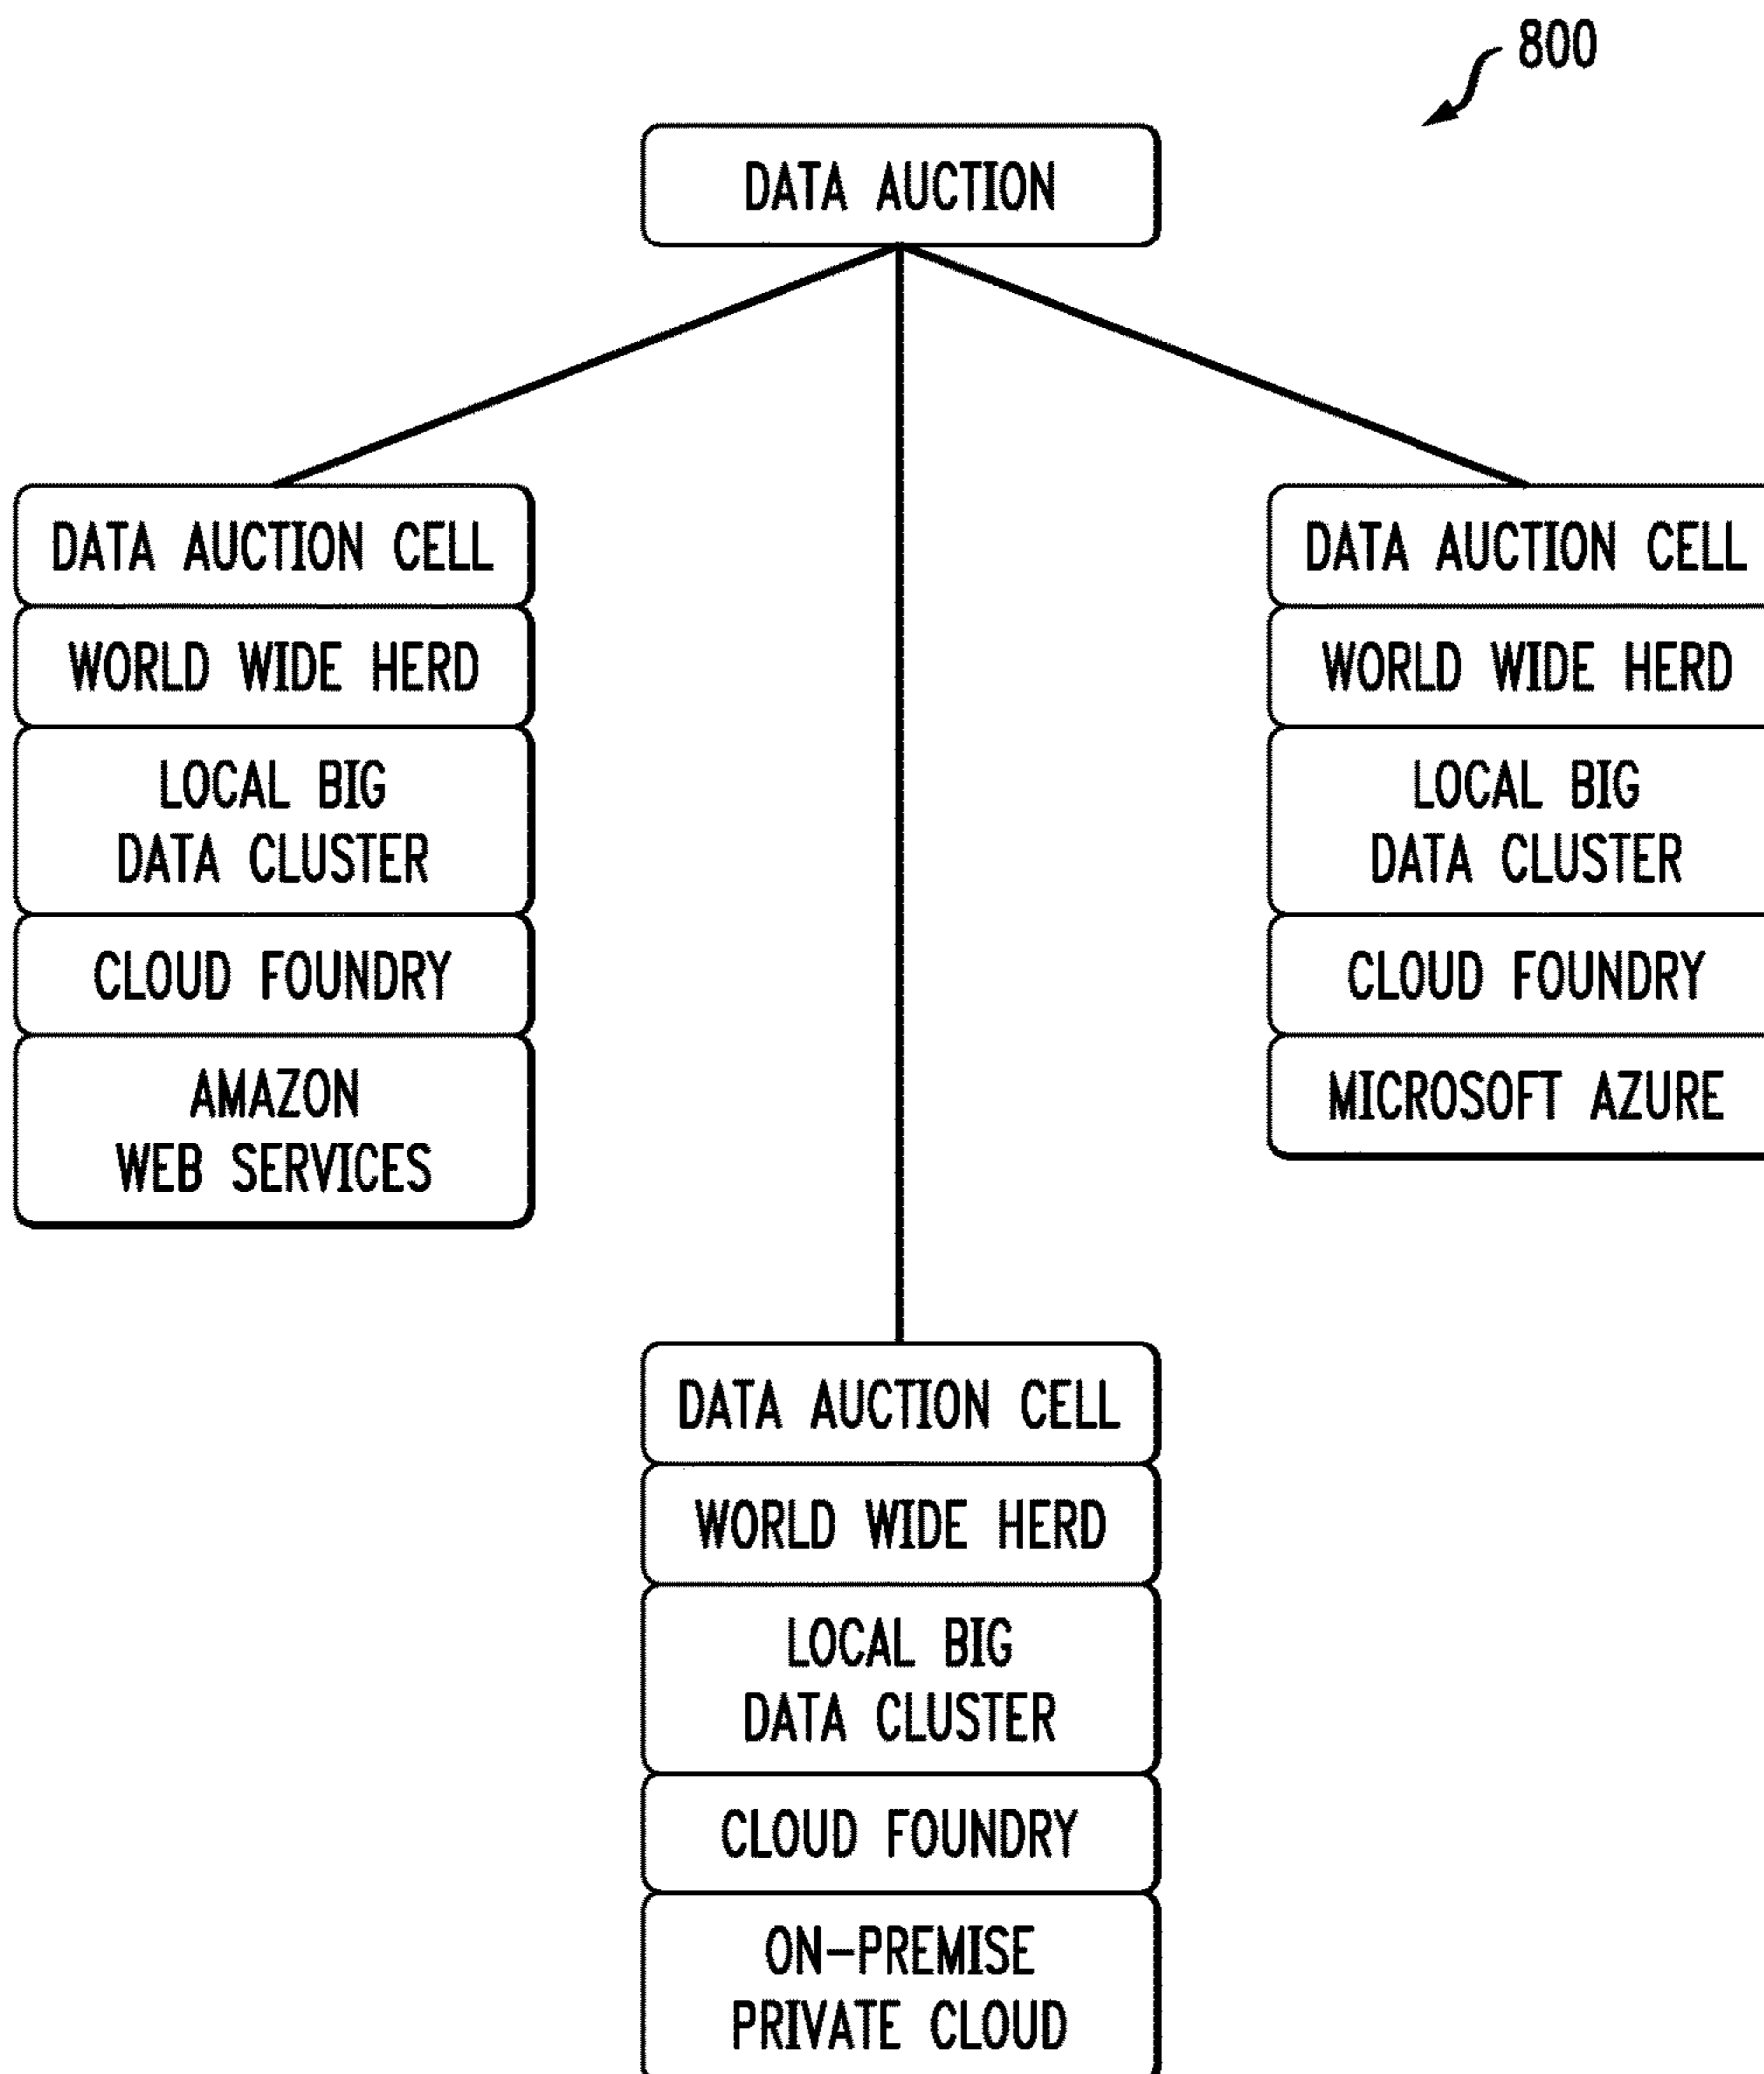 800
DATA AUCTION
DATA AUCTION CELL
WORLD WIDE HERD
LOCAL BIG
DATA CLUSTER
CLOUD FOUNDRY
AMAZON
WEB SERVICES
DATA AUCTION CELL
WORLD WIDE HERD
LOCAL BIG
DATA CLUSTER
CLOUD FOUNDRY
MICROSOFT AZURE
DATA AUCTION CELL
WORLD WIDE HERD
LOCAL BIG
DATA CLUSTER
CLOUD FOUNDRY
ON-PREMISE
PRIVATE CLOUD